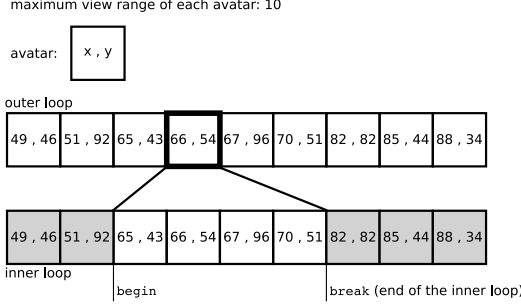 maximum view range of each avatar: 10
avatar: x , y
outer loop
49 , 46 51 , 92 65 , 43 66 , 54 67 , 96 70 , 51 82 , 82 85 , 44 88 , 34
49 , 46 51 , 92 65 , 43 66 , 54 67 , 96 70 , 51 82 , 82 85 , 44 88 , 34
inner loop
begin break (end of the inner loop)